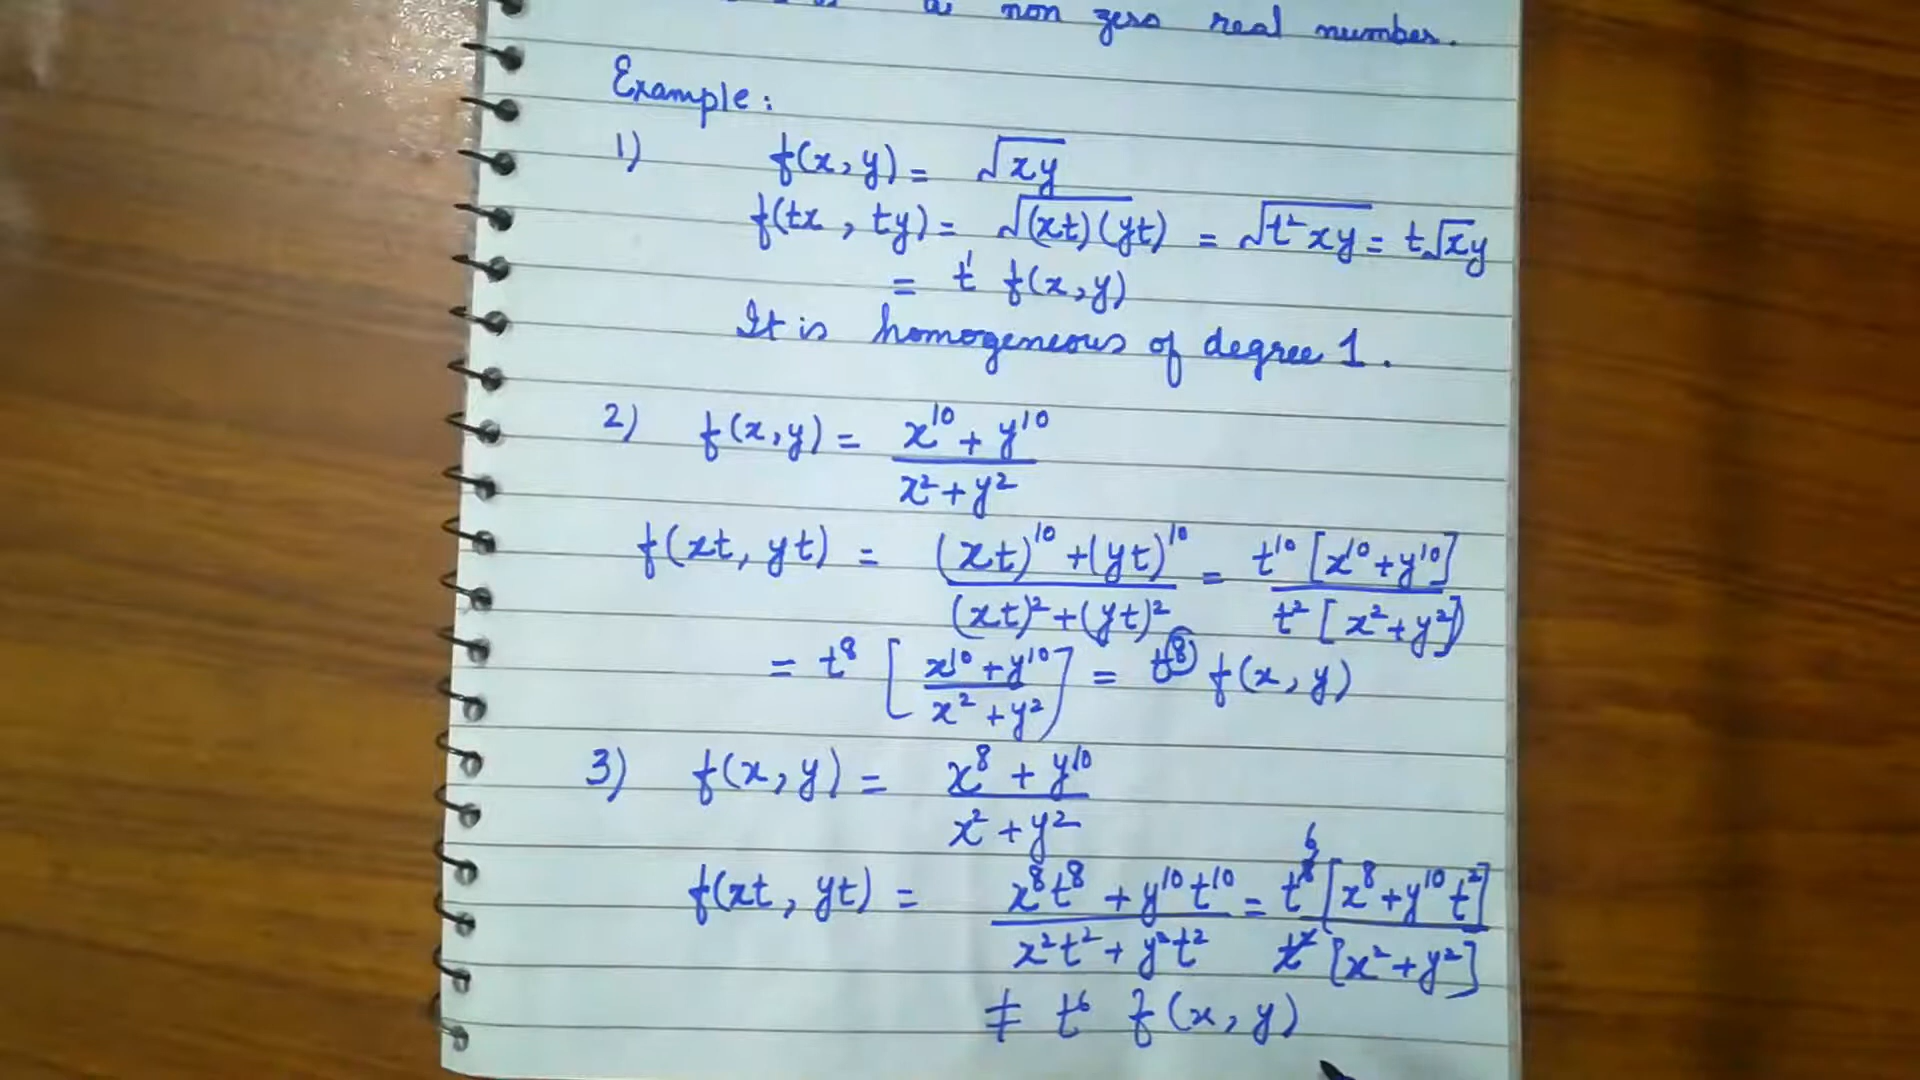 a non zero real number.
Example:
1) f(x,y) = √xy
f(tx, ty) = √(xt)(yt) = √t²xy = t√xy
= t¹ f(x,y)
It is homogeneous of degree 1.
2) f(x,y) = x¹⁰ + y¹⁰ / x² + y²
f(xt, yt) = (xt)¹⁰ + (yt)¹⁰ / (xt)² + (yt)² = t¹⁰ [x¹⁰ + y¹⁰] / t² [x² + y²]
= t⁸ [x¹⁰ + y¹⁰ / x² + y²] = t⁸ f(x, y)
3) f(x, y) = x⁸ + y¹⁰ / x² + y²
6
f(xt, yt) = x⁸t⁸ + y¹⁰t¹⁰ / x²t² + y²t² = t⁸ [x⁸ + y¹⁰t²] / t² [x² + y²]
≠ t⁶ f(x, y)